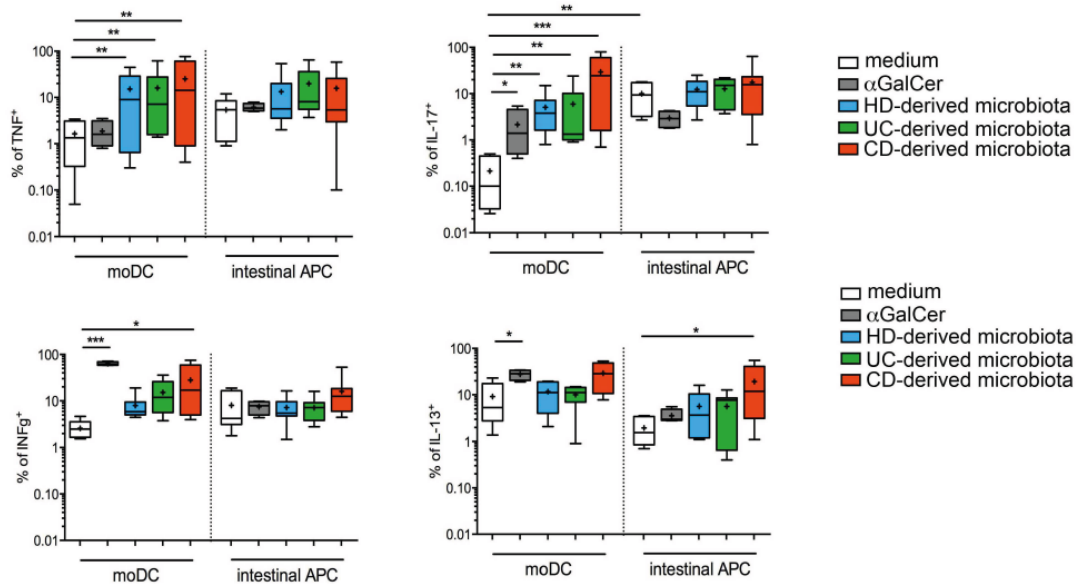 ** ** **
100 10 1 0.10 0.01
% of TNF⁺
moDC intestinal APC
** *** ** ** *
100 10 1 0.10 0.01
% of IL-17⁺
moDC intestinal APC
medium
αGalCer
HD-derived microbiota
UC-derived microbiota
CD-derived microbiota
* ***
100 10 1 0.10 0.01
% of INFg⁺
moDC intestinal APC
* *
100 10 1 0.10 0.01
% of IL-13⁺
moDC intestinal APC
medium
αGalCer
HD-derived microbiota
UC-derived microbiota
CD-derived microbiota